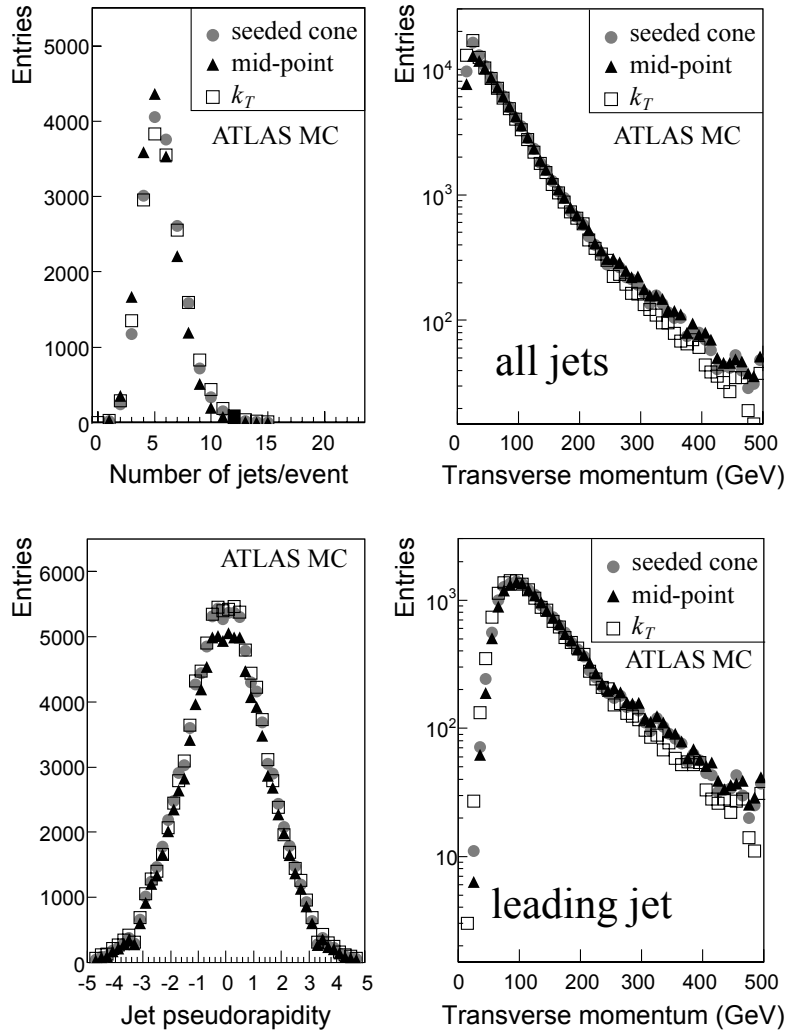 Entries
5000
4000
3000
2000
1000
0
seeded cone
mid-point
kT
ATLAS MC
0 5 10 15 20
Number of jets/event
Entries
10^4
10^3
10^2
seeded cone
mid-point
kT
ATLAS MC
all jets
0 100 200 300 400 500
Transverse momentum (GeV)
Entries
6000
5000
4000
3000
2000
1000
0
ATLAS MC
-5 -4 -3 -2 -1 0 1 2 3 4 5
Jet pseudorapidity
Entries
10^3
10^2
10
seeded cone
mid-point
kT
ATLAS MC
leading jet
0 100 200 300 400 500
Transverse momentum (GeV)